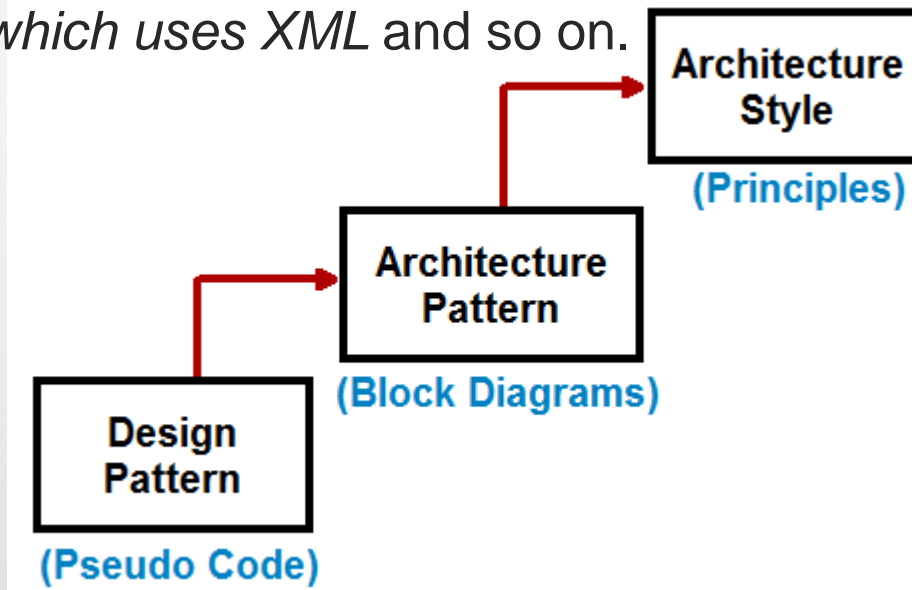 which uses XML and so on.
Architecture
Style
(Principles)
Architecture
Pattern
(Block Diagrams)
Design
Pattern
(Pseudo Code)